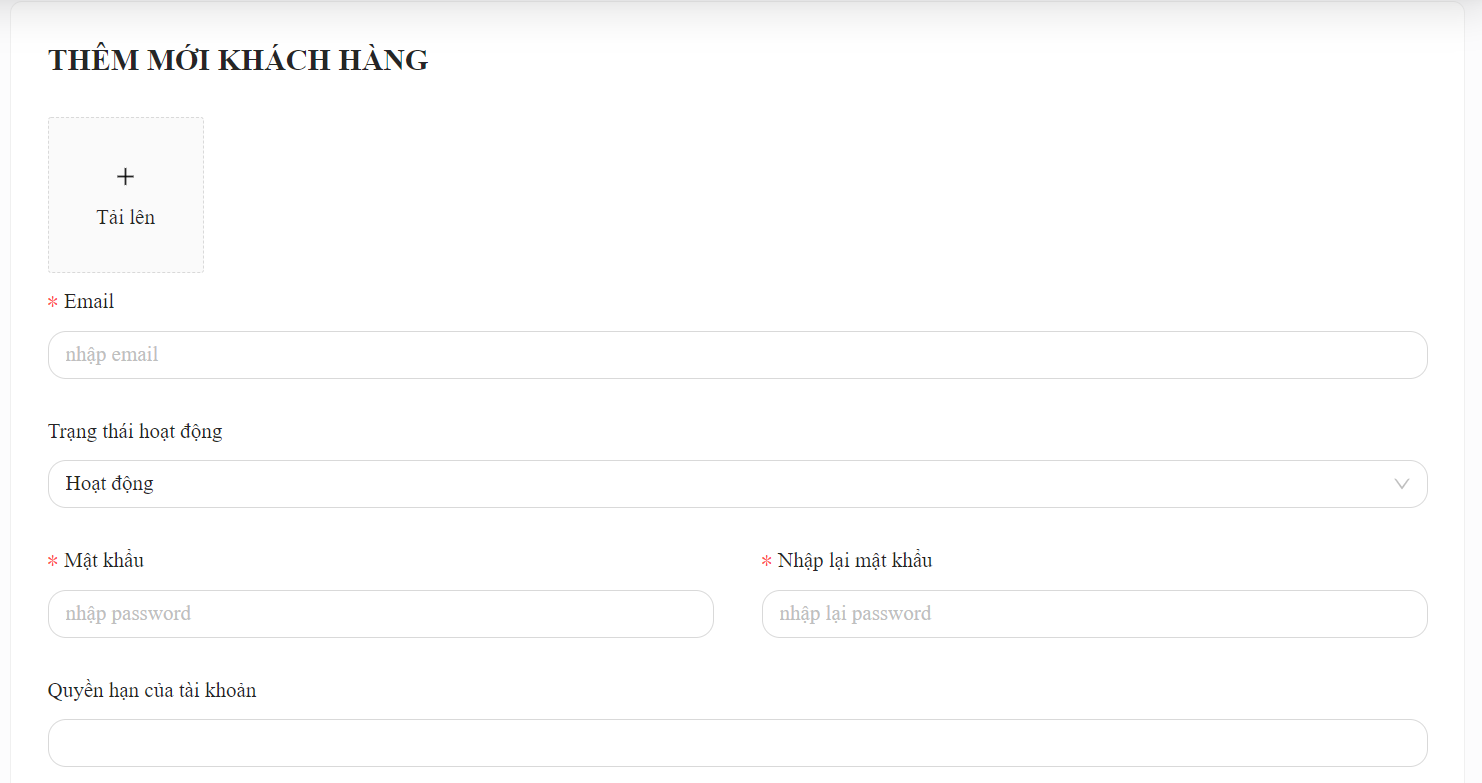 THÊM MỚI KHÁCH HÀNG
+
Tải lên
* Email
nhập email
Trạng thái hoạt động
Hoạt động
* Mật khẩu
* Nhập lại mật khẩu
nhập password
nhập lại password
Quyền hạn của tài khoản